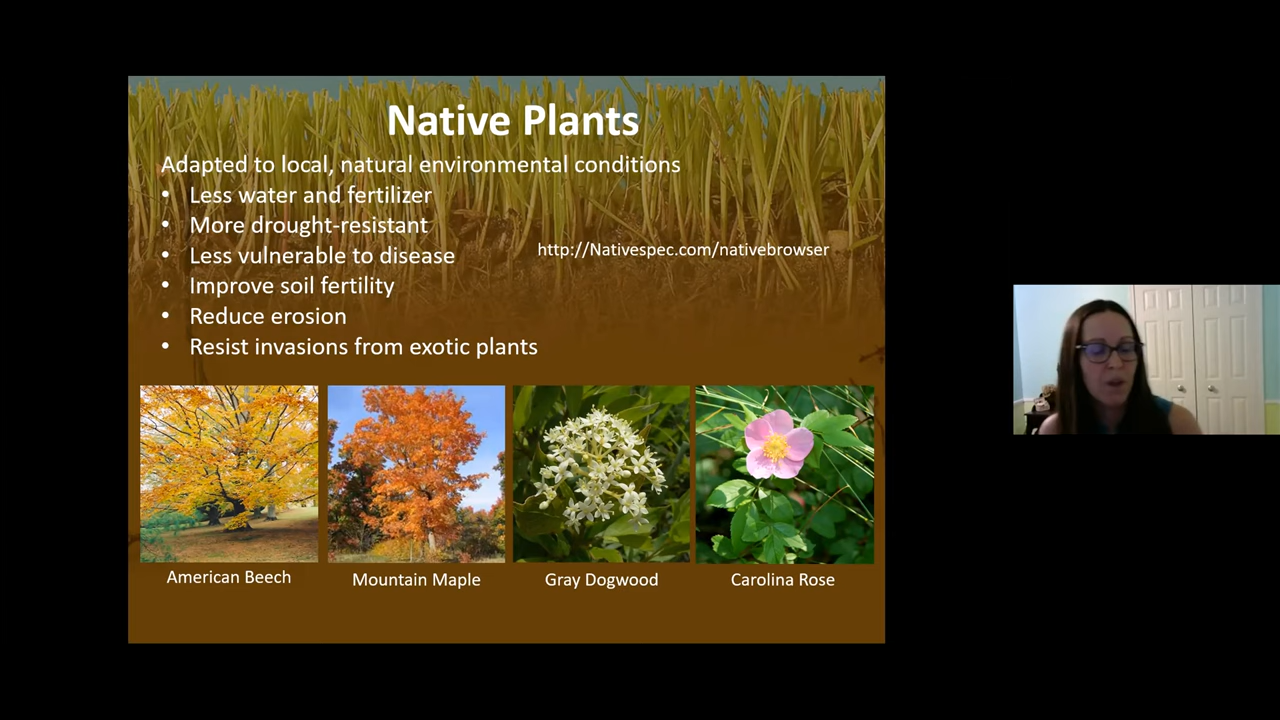 Native Plants
Adapted to local, natural environmental conditions
• Less water and fertilizer
• More drought-resistant
• Less vulnerable to disease
http://Nativespec.com/nativebrowser
• Improve soil fertility
• Reduce erosion
• Resist invasions from exotic plants
American Beech
Mountain Maple
Gray Dogwood
Carolina Rose